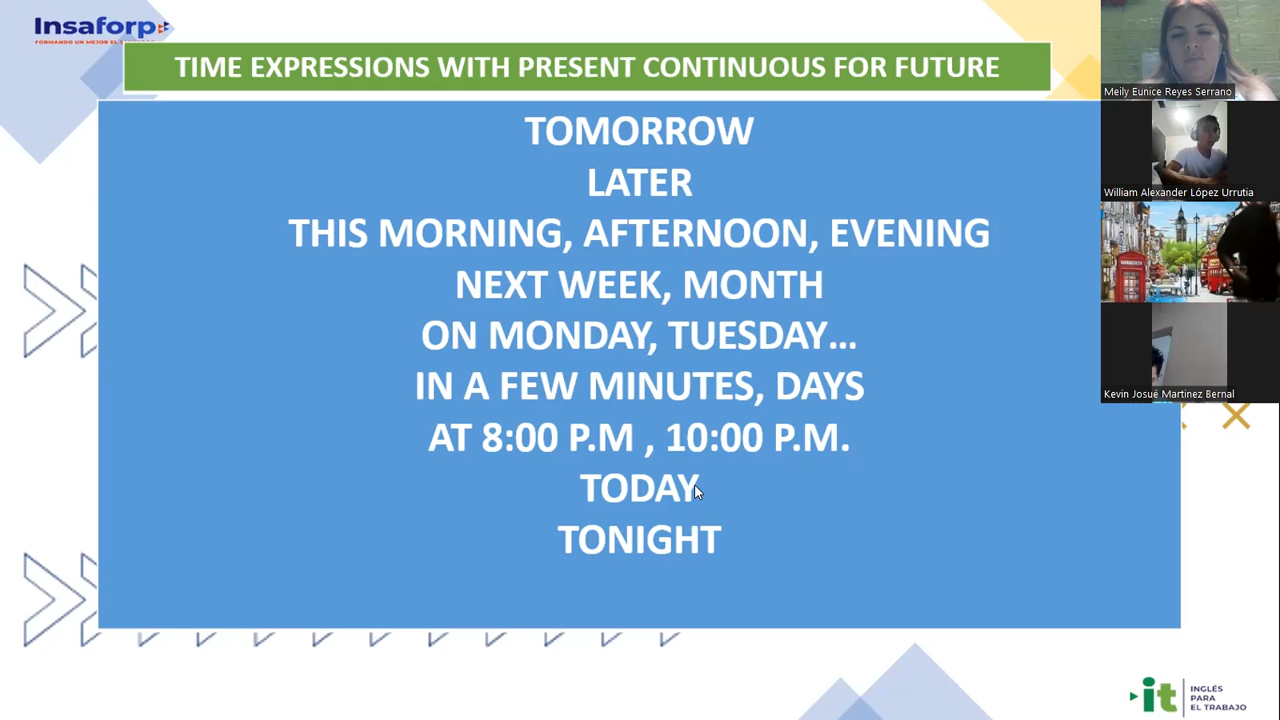 Insaforp
TIME EXPRESSIONS WITH PRESENT CONTINUOUS FOR FUTURE
TOMORROW
LATER
THIS MORNING, AFTERNOON, EVENING
NEXT WEEK, MONTH
ON MONDAY, TUESDAY…
IN A FEW MINUTES, DAYS
AT 8:00 P.M , 10:00 P.M.
TODAY
TONIGHT
Meily Eunice Reyes Serrano
William Alexander López Urrutia
Kevin Josué Martinez Bernal
it
INGLÉS
PARA
EL TRABAJO